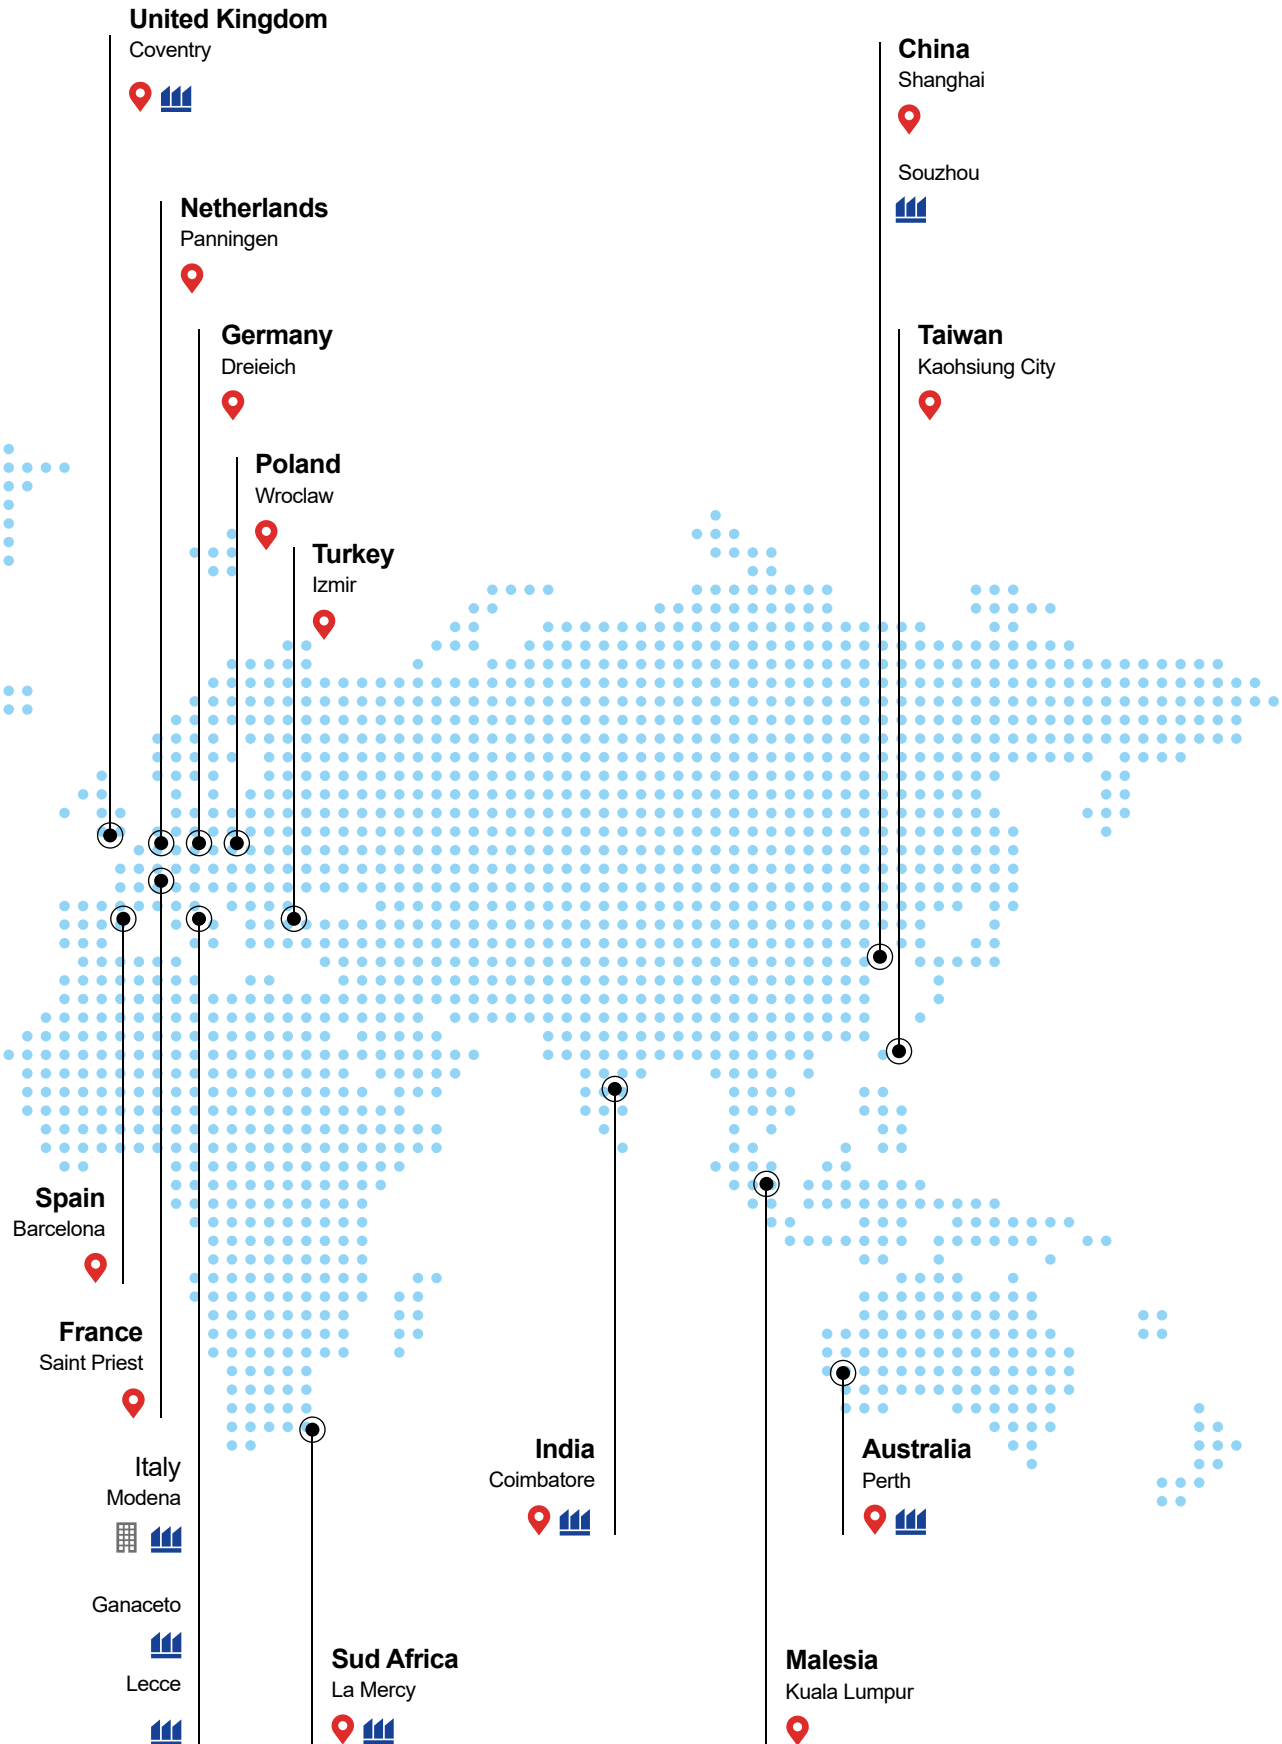 United Kingdom
Coventry
China
Shanghai
Souzhou
Netherlands
Panningen
Germany
Dreieich
Taiwan
Kaohsiung City
Poland
Wroclaw
Turkey
Izmir
Spain
Barcelona
France
Saint Priest
Italy
Modena
Ganaceto
Lecce
India
Coimbatore
Australia
Perth
Sud Africa
La Mercy
Malesia
Kuala Lumpur